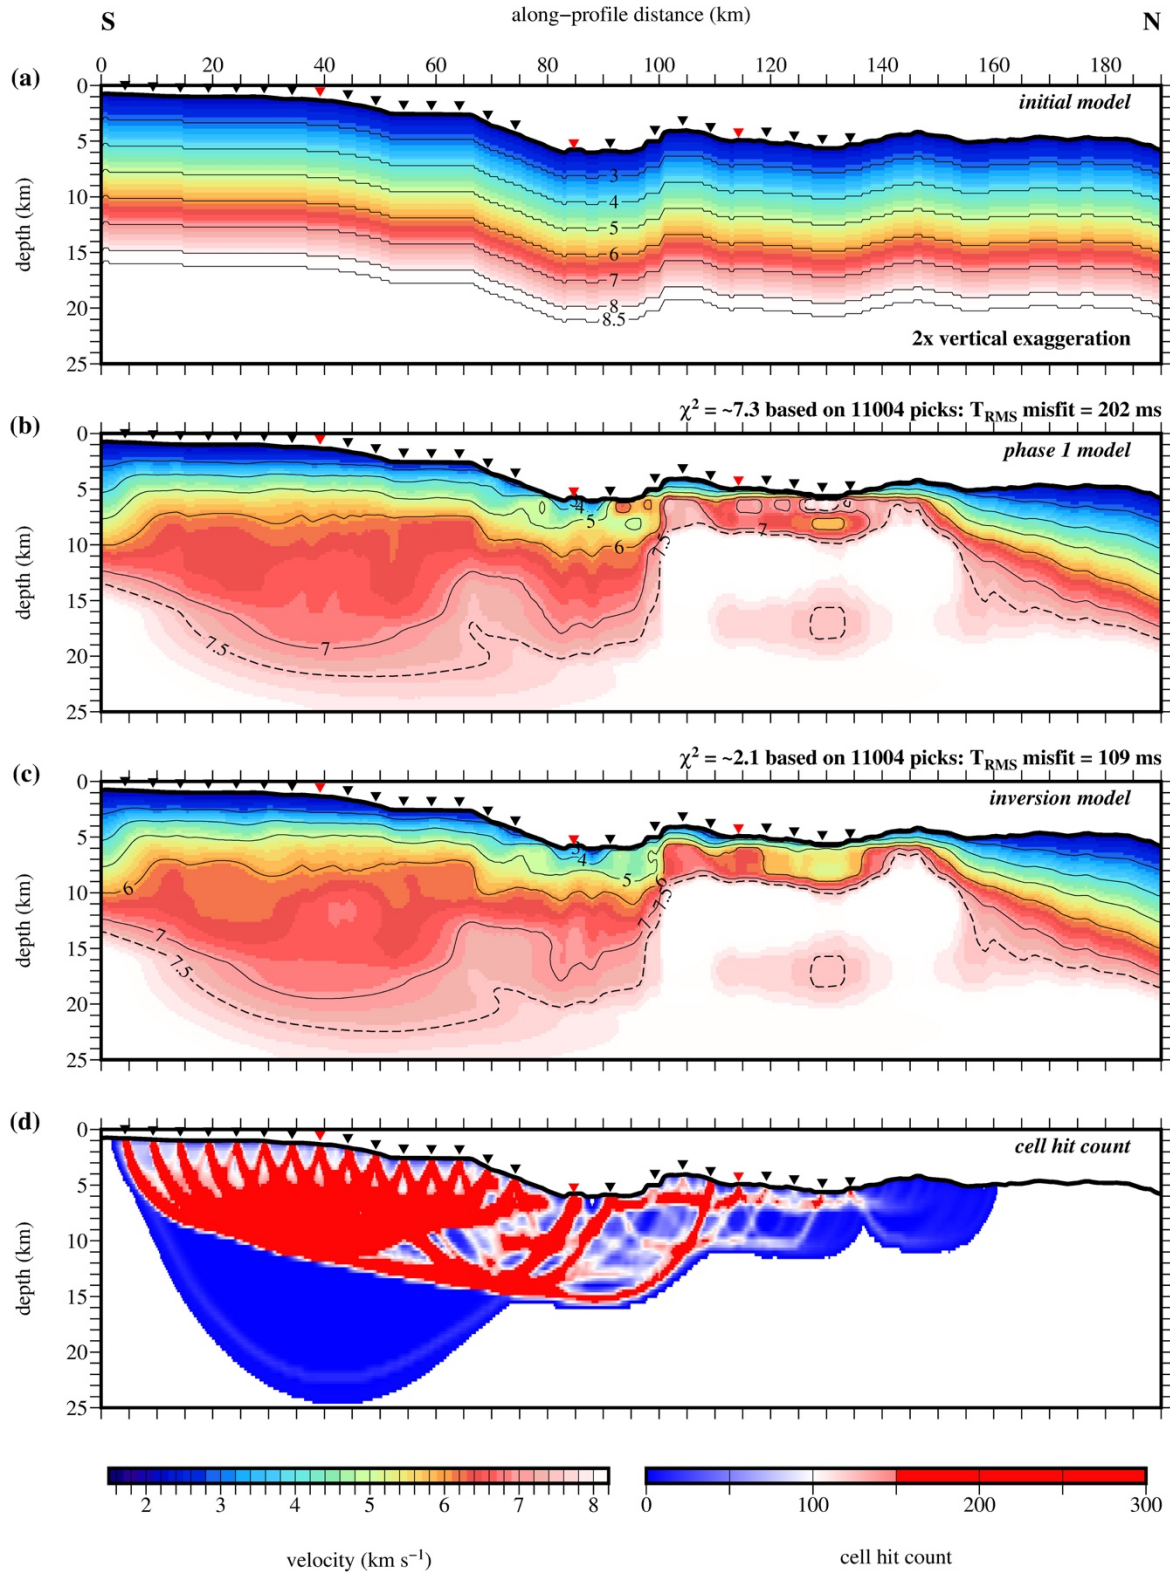 along−profile distance (km)
S N
0 20 40 60 80 100 120 140 160 180
(a)
initial model
0
5
10
15
20
25
depth (km)
3
4
5
6
7
8
8.5
2x vertical exaggeration
χ² = ~7.3 based on 11004 picks: T_RMS misfit = 202 ms
(b)
phase 1 model
0
5
10
15
20
25
depth (km)
4
5
6
7.5
7
7
7.5
χ² = ~2.1 based on 11004 picks: T_RMS misfit = 109 ms
(c)
inversion model
0
5
10
15
20
25
depth (km)
3
4
5
6
7.5
6
7
7.5
(d)
cell hit count
0
5
10
15
20
25
depth (km)
2 3 4 5 6 7 8
velocity (km s⁻¹)
0 100 200 300
cell hit count